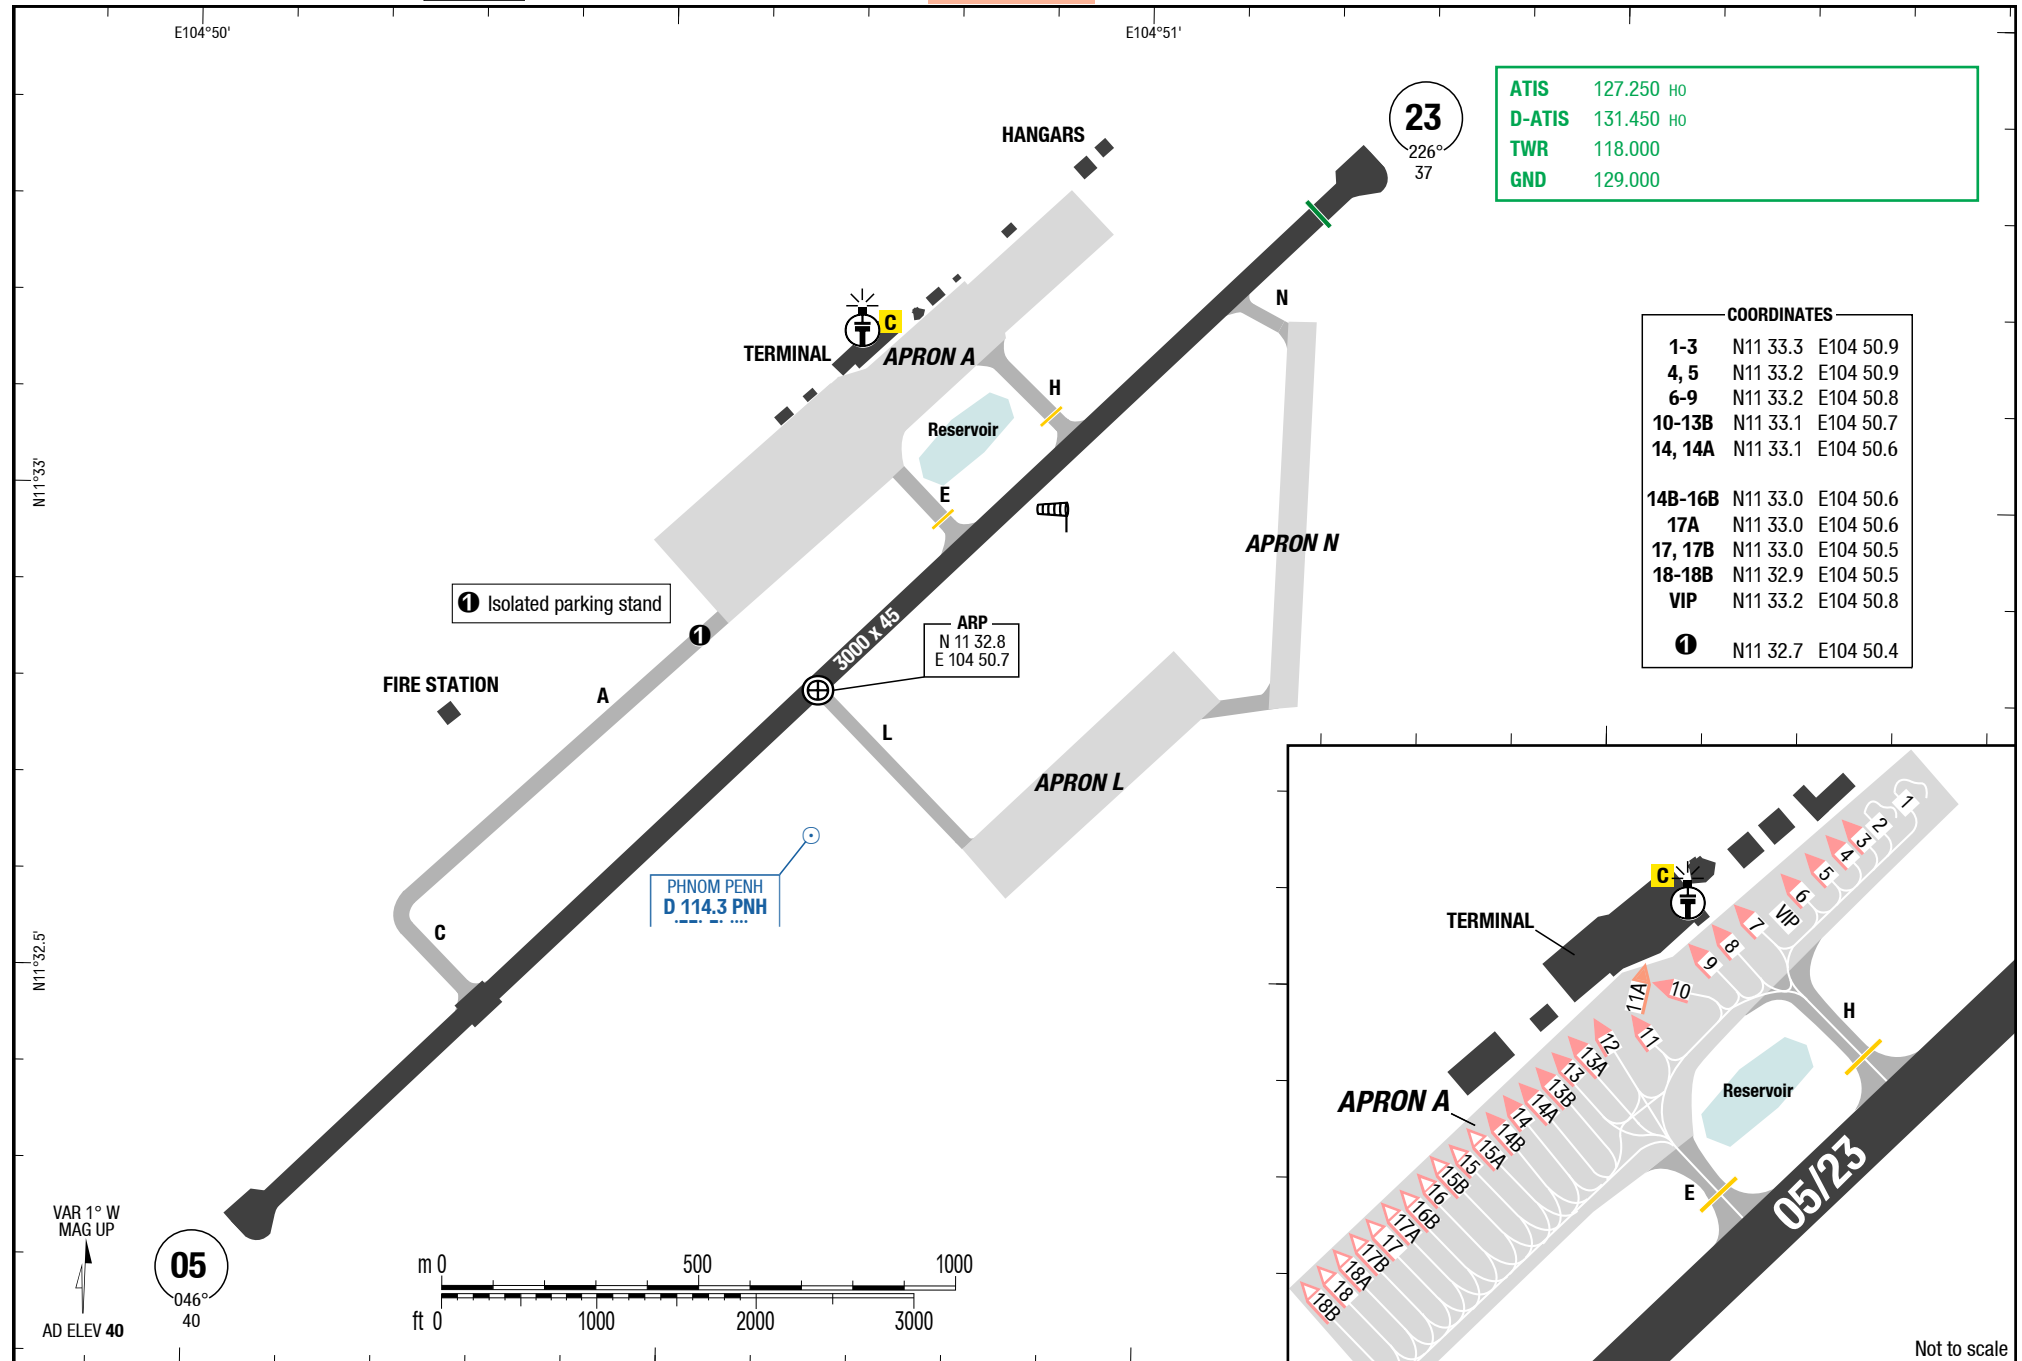 E104°50'
E104°51'
23
226°
37
ATIS 127.250 HO
D-ATIS 131.450 HO
TWR 118.000
GND 129.000
HANGARS
N
C
TERMINAL
APRON A
H
Reservoir
E
COORDINATES
1-3 N11 33.3 E104 50.9
4, 5 N11 33.2 E104 50.9
6-9 N11 33.2 E104 50.8
10-13B N11 33.1 E104 50.7
14, 14A N11 33.1 E104 50.6
14B-16B N11 33.0 E104 50.6
17A N11 33.0 E104 50.6
17, 17B N11 33.0 E104 50.5
18-18B N11 32.9 E104 50.5
VIP N11 33.2 E104 50.8
1 N11 32.7 E104 50.4
N11°33'
APRON N
1 Isolated parking stand
1
3000 x 45
ARP
N 11 32.8
E 104 50.7
FIRE STATION
A
L
APRON L
PHNOM PENH
D 114.3 PNH
C
N11°32.5'
VAR 1° W
MAG UP
AD ELEV 40
05
046°
40
m 0 500 1000
ft 0 1000 2000 3000
1
2
3
4
5
6
VIP
7
8
9
10
11A
11
12
13A
13
13B
14A
14
14B
15A
15
15B
16
16B
17A
17
17B
18A
18
18B
C
TERMINAL
APRON A
H
Reservoir
E
05/23
Not to scale